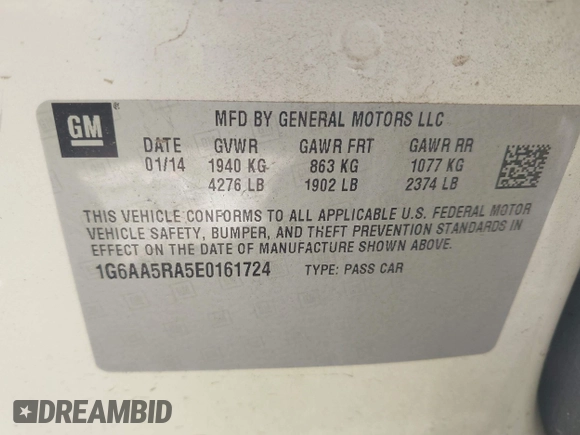 GM
MFD BY GENERAL MOTORS LLC
DATE GVWR GAWR FRT GAWR RR
01/14 1940 KG 863 KG 1077 KG
4276 LB 1902 LB 2374 LB
THIS VEHICLE CONFORMS TO ALL APPLICABLE U.S. FEDERAL MOTOR
VEHICLE SAFETY, BUMPER, AND THEFT PREVENTION STANDARDS IN
EFFECT ON THE DATE OF MANUFACTURE SHOWN ABOVE.
1G6AA5RA5E0161724 TYPE: PASS CAR
DREAMBID